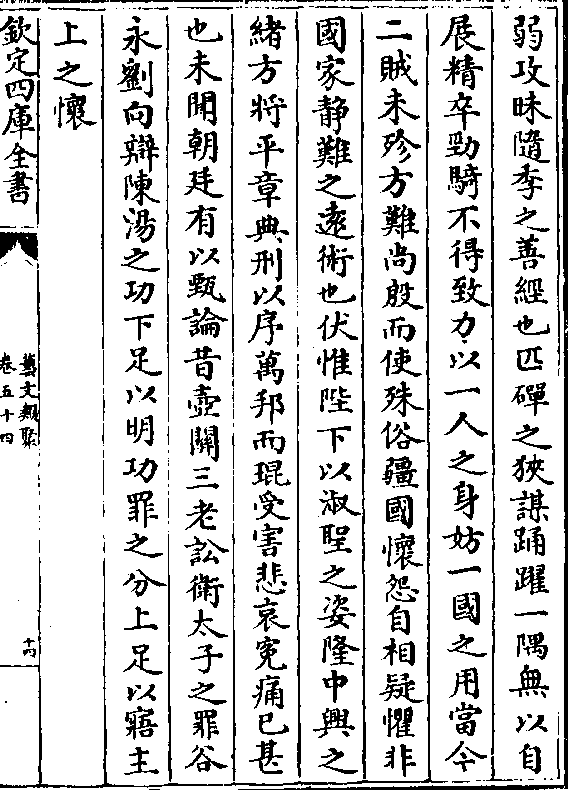 弱攻昧隨季之善經也匹磾之狹謀踊躍一隅無以自
展精卒勁騎不得致力以一人之身妨一國之用當今
二賊未殄方難尚殷而使殊俗疆國懷怨自相疑懼非
國家静難之遠術也伏惟陛下以淑聖之姿隆中興之
緒方將平章典刑以序萬邦而琨受害悲哀寃痛已甚
也未聞朝廷有以甄論昔壺關三老訟衛太子之罪谷
永劉向辯陳湯之功下足以明功罪之分上足以寤主
上之懷
欽定四庫全書
藝文類聚
卷五十四
十四